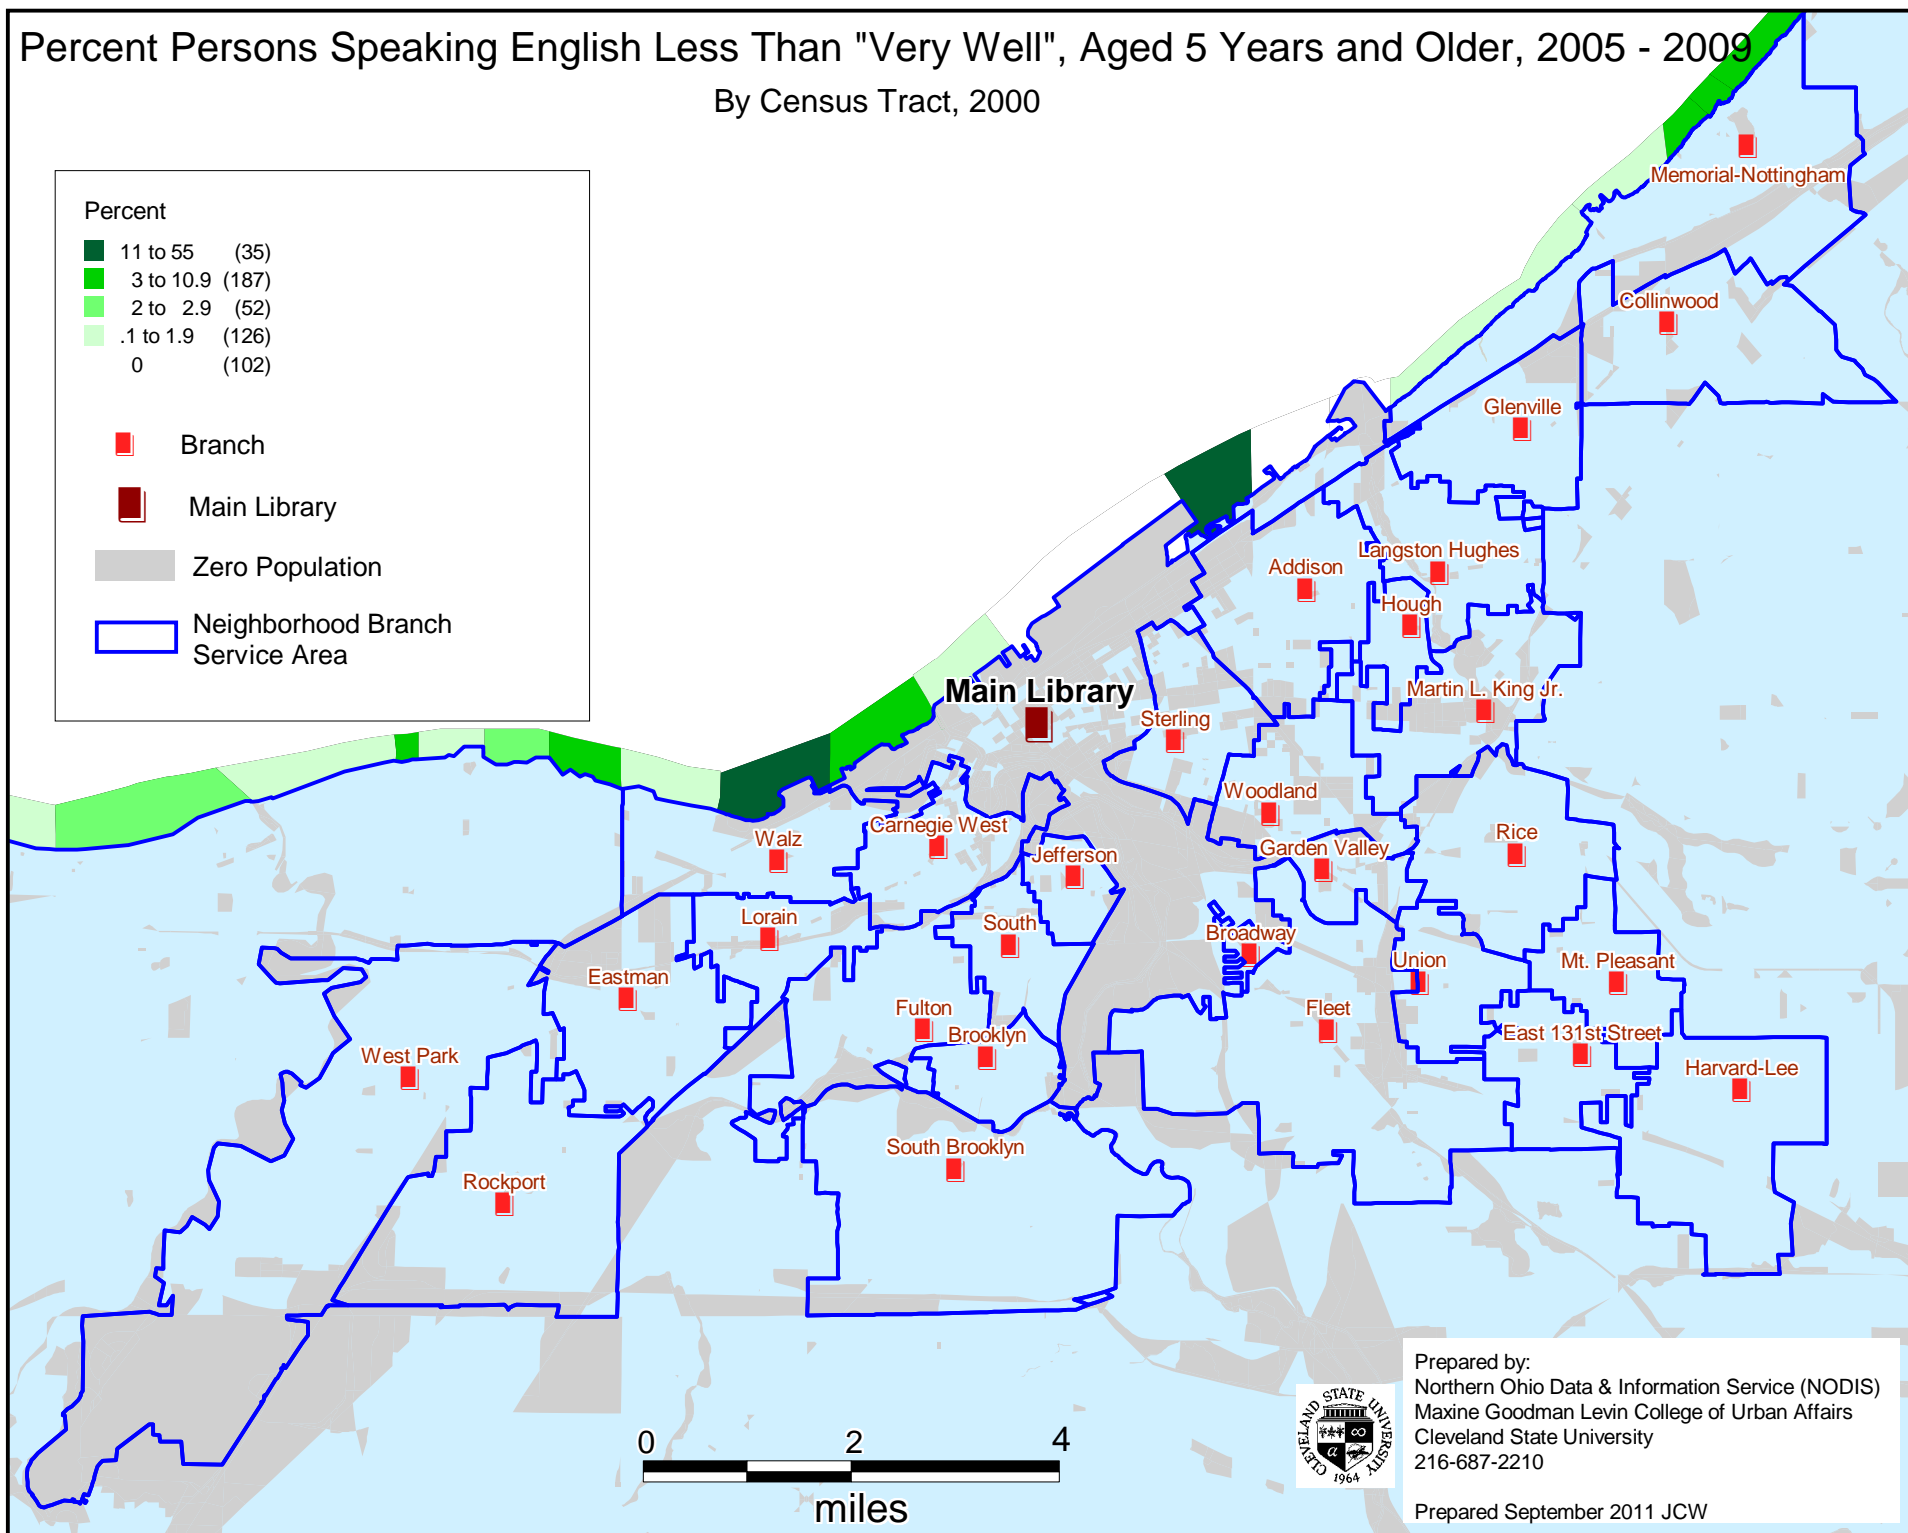 Percent Persons Speaking English Less Than "Very Well", Aged 5 Years and Older, 2005 - 2009
By Census Tract, 2000
Percent
11 to 55 (35)
3 to 10.9 (187)
2 to 2.9 (52)
.1 to 1.9 (126)
0 (102)
Branch
Main Library
Zero Population
Neighborhood Branch
Service Area
Memorial-Nottingham
Collinwood
Glenville
Langston Hughes
Addison
Hough
Martin L. King Jr.
Main Library
Sterling
Woodland
Walz
Carnegie West
Jefferson
Garden Valley
Rice
Lorain
South
Broadway
Union
Mt. Pleasant
Eastman
Fulton
Brooklyn
Fleet
East 131st Street
West Park
Harvard-Lee
South Brooklyn
Rockport
0 2 4
miles
CLEVELAND STATE UNIVERSITY
1964
Prepared by:
Northern Ohio Data & Information Service (NODIS)
Maxine Goodman Levin College of Urban Affairs
Cleveland State University
216-687-2210
Prepared September 2011 JCW